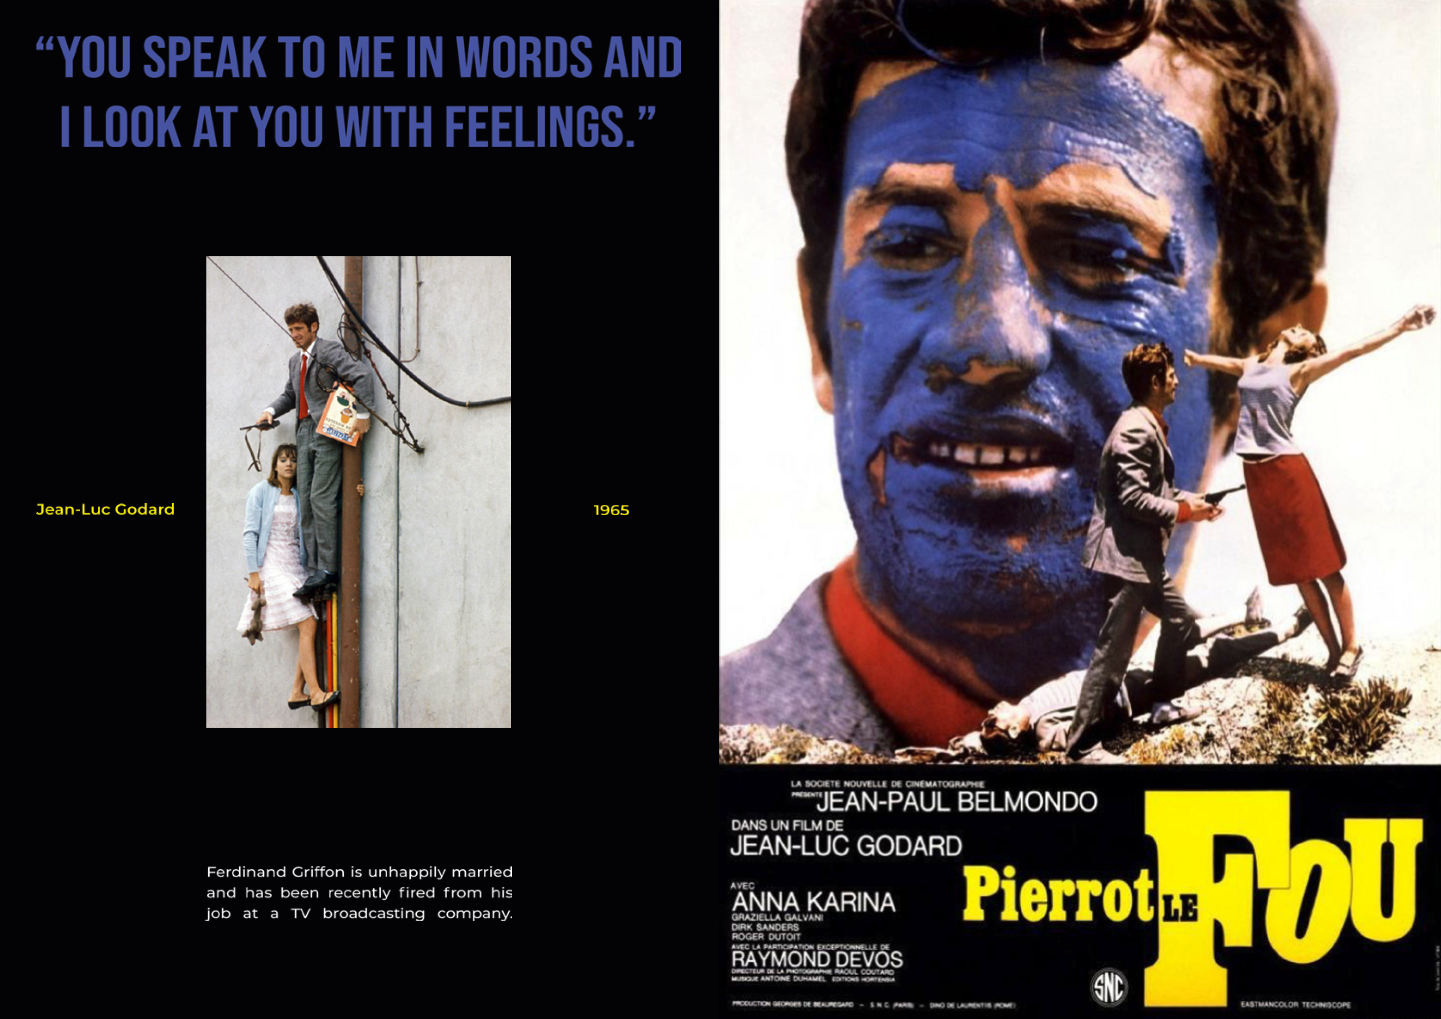 “YOU SPEAK TO ME IN WORDS AND
I LOOK AT YOU WITH FEELINGS.”
Jean-Luc Godard
1965
Ferdinand Griffon is unhappily married
and has been recently fired from his
job at a TV broadcasting company.
LA SOCIETE NOUVELLE DE CINEMATOGRAPHIE
PRÉSENTE JEAN-PAUL BELMONDO
DANS UN FILM DE
JEAN-LUC GODARD
Pierrot LE FOU
AVEC
ANNA KARINA
GRAZIELLA GALVANI
DIRK SANDERS
ROGER DUTOIT
AVEC LA PARTICIPATION EXCEPTIONNELLE DE
RAYMOND DEVOS
DIRECTEUR DE LA PHOTOGRAPHIE RAOUL COUTARD
MUSIQUE ANTOINE DUHAMEL EDITIONS HORTENSIA
SNC
PRODUCTION GEORGES DE BEAUREGARD – S.N.C. (PARIS) – DINO DE LAURENTIIS (ROME)
EASTMANCOLOR TECHNISCOPE